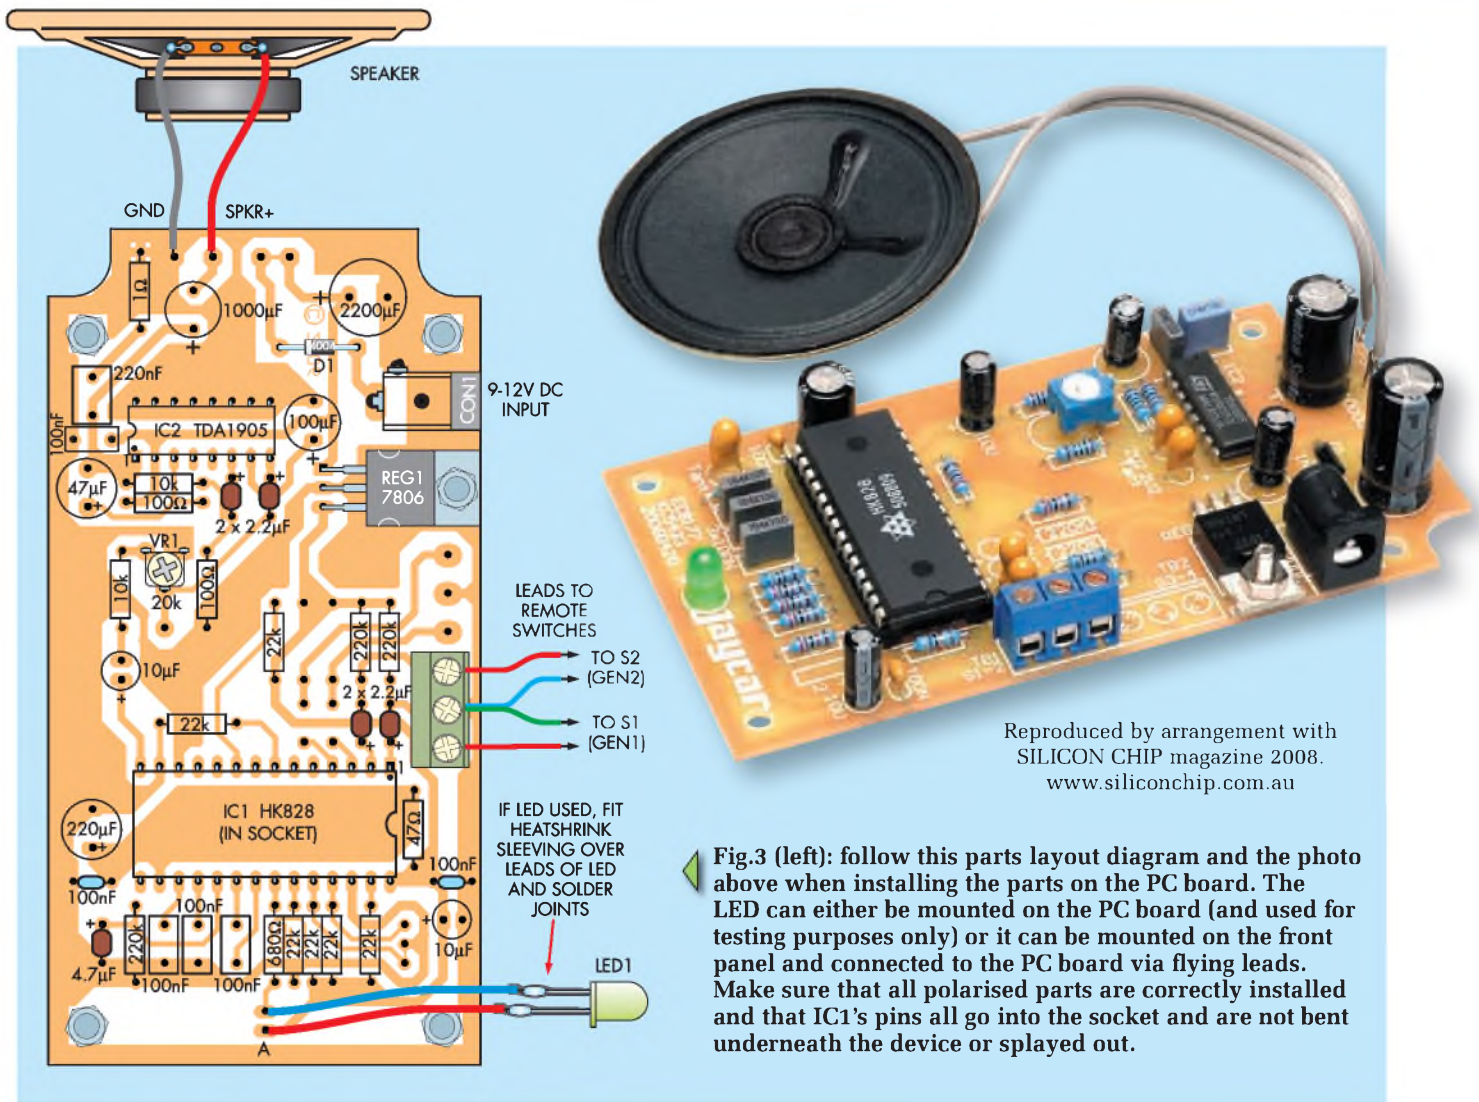 SPEAKER
GND
SPKR+
1Ω
1000µF
+
+
2200µF
D1
220nF
CON1
9-12V DC
INPUT
100nF
IC2 TDA1905
100µF
+
47µF
+
10k
100Ω
+
+
2 x 2.2µF
REG1
7806
VR1
10k
20k
100Ω
22k
220k
220k
10µF
+
2 x 2.2µF
+
+
22k
LEADS TO
REMOTE
SWITCHES
TO S2
(GEN2)
TO S1
(GEN1)
1
IC1 HK828
(IN SOCKET)
220µF
+
47Ω
100nF
100nF
100nF
+
4.7µF
220k
100nF
100nF
680Ω
22k
22k
22k
22k
+
10µF
IF LED USED, FIT
HEATSHRINK
SLEEVING OVER
LEADS OF LED
AND SOLDER
JOINTS
LED1
A
HK828
Jaycar
Reproduced by arrangement with
SILICON CHIP magazine 2008.
www.siliconchip.com.au
Fig.3 (left): follow this parts layout diagram and the photo
above when installing the parts on the PC board. The
LED can either be mounted on the PC board (and used for
testing purposes only) or it can be mounted on the front
panel and connected to the PC board via flying leads.
Make sure that all polarised parts are correctly installed
and that IC1's pins all go into the socket and are not bent
underneath the device or splayed out.